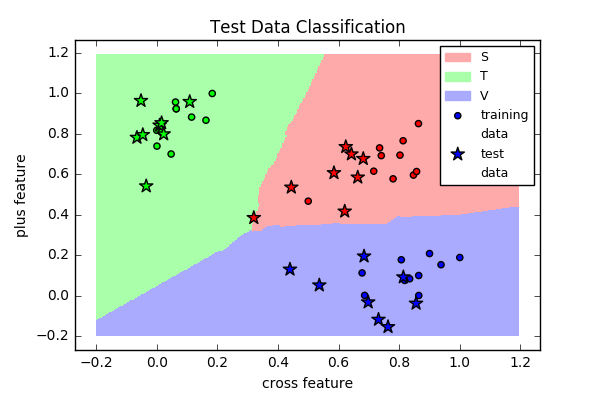 Test Data Classification
S
T
V
training
data
test
data
plus feature
1.2
1.0
0.8
0.6
0.4
0.2
0.0
−0.2
−0.2 0.0 0.2 0.4 0.6 0.8 1.0 1.2
cross feature